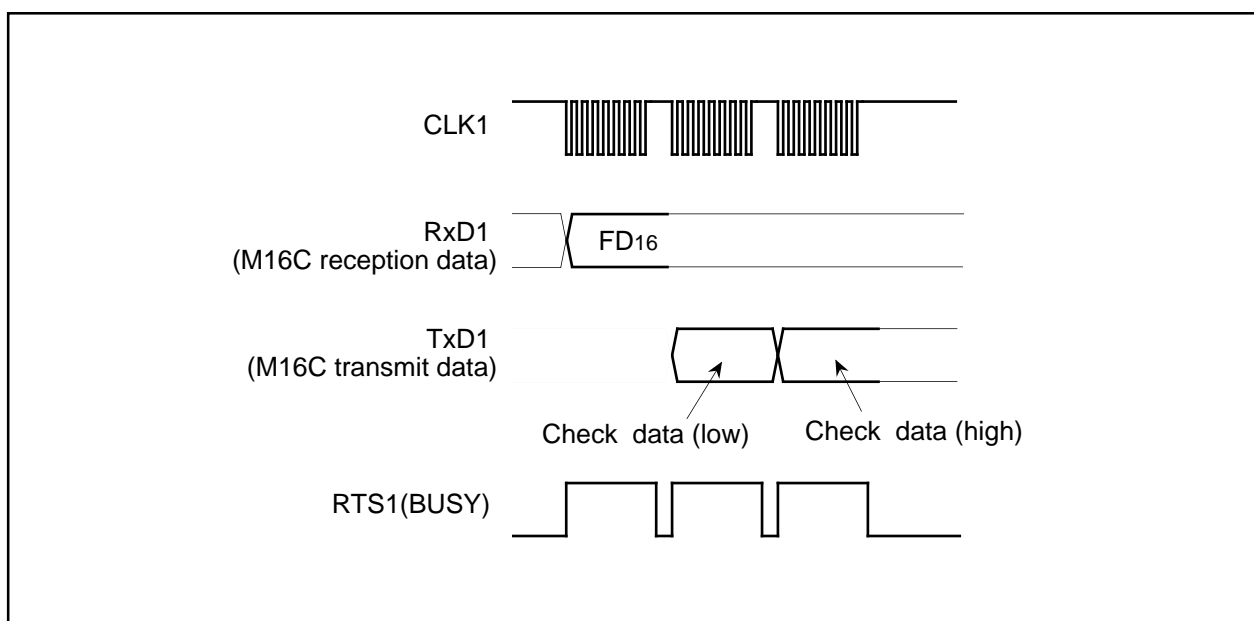 CLK1
RxD1
(M16C reception data)
FD16
TxD1
(M16C transmit data)
Check data (low)
Check data (high)
RTS1(BUSY)